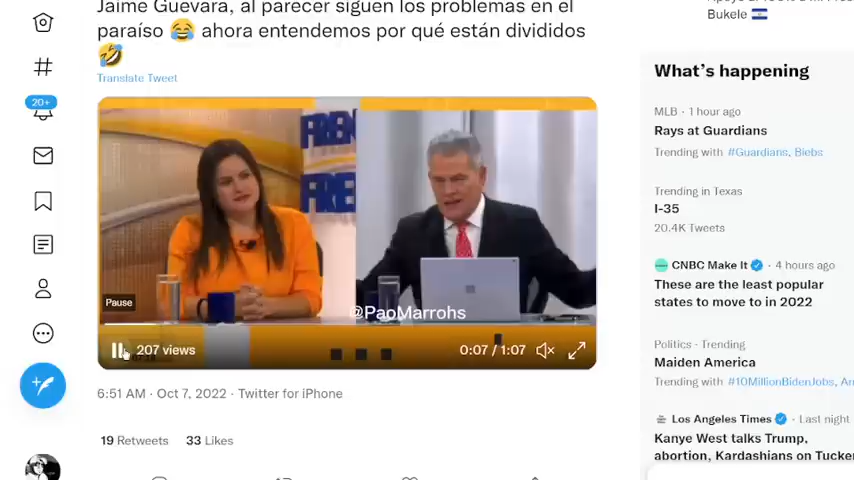 Jaime Guevara, al parecer siguen los problemas en el
paraíso 😂 ahora entendemos por qué están divididos
🤣
Translate Tweet
FREN
FREN
Pause
@PaoMarrohs
207 views
0:07 / 1:07
6:51 AM · Oct 7, 2022 · Twitter for iPhone
19 Retweets 33 Likes
20+
Bukele 🇸🇻
What's happening
MLB · 1 hour ago
Rays at Guardians
Trending with #Guardians, Biebs
Trending in Texas
I-35
20.4K Tweets
CNBC Make It · 4 hours ago
These are the least popular
states to move to in 2022
Politics · Trending
Maiden America
Trending with #10MillionBidenJobs, Am
Los Angeles Times · Last night
Kanye West talks Trump,
abortion, Kardashians on Tucker